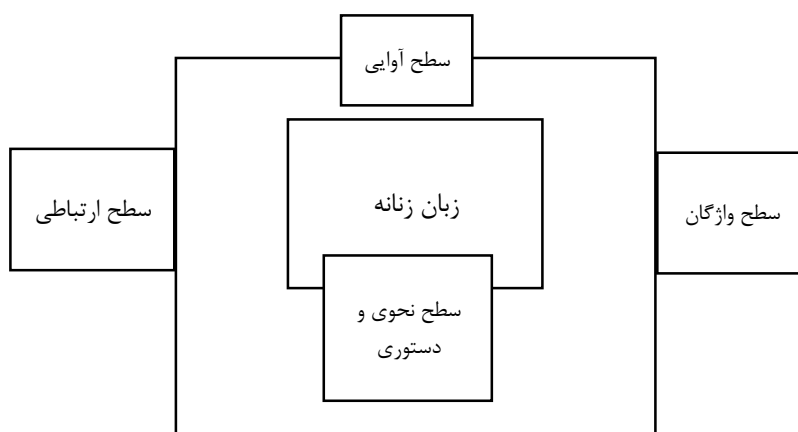 سطح آوایی
سطح واژگان
زبان زنانه
سطح ارتباطی
سطح نحوی و
دستوری